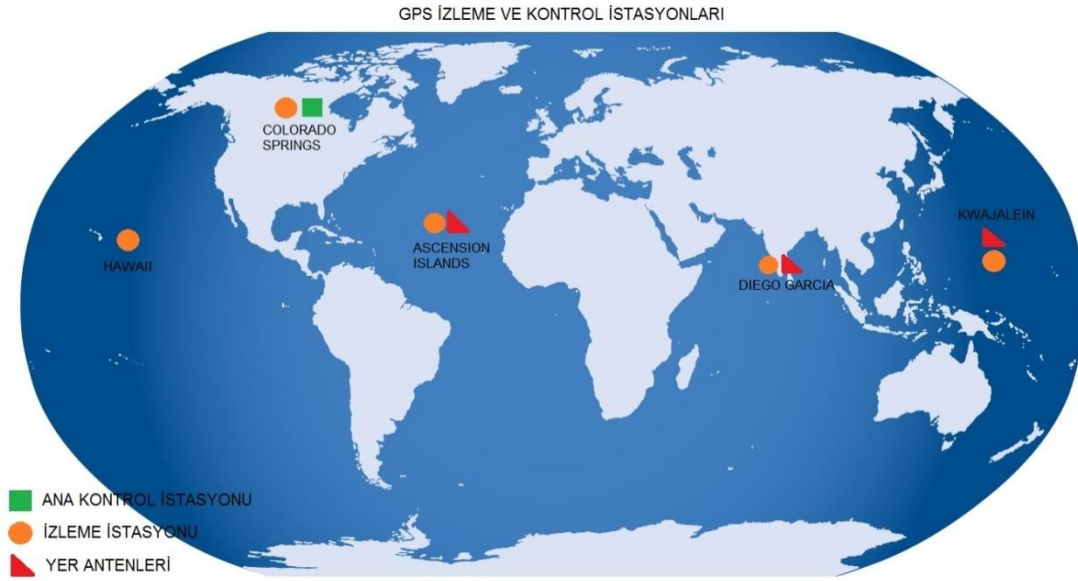 GPS İZLEME VE KONTROL İSTASYONLARI
COLORADO
SPRINGS
KWAJALEIN
HAWAII
ASCENSION
ISLANDS
DIEGO GARCIA
ANA KONTROL İSTASYONU
İZLEME İSTASYONU
YER ANTENLERİ